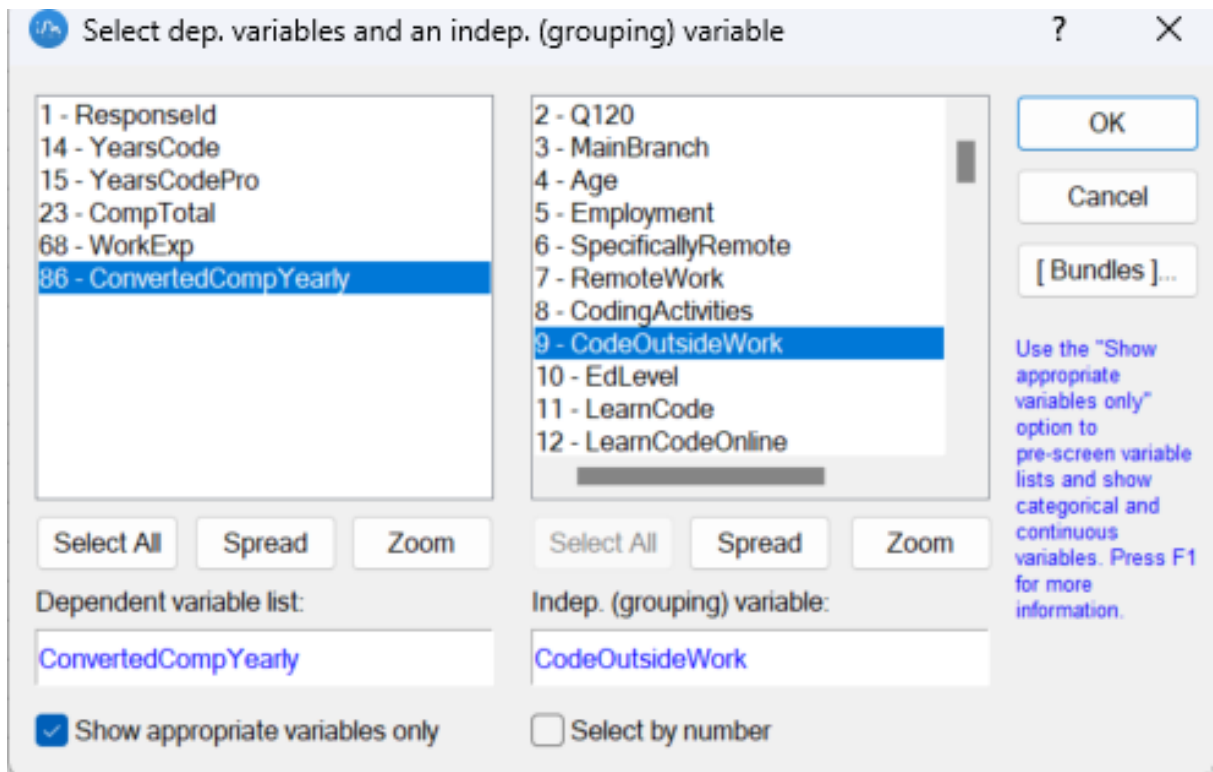 Select dep. variables and an indep. (grouping) variable
?
1 - ResponseId
14 - YearsCode
15 - YearsCodePro
23 - CompTotal
68 - WorkExp
86 - ConvertedCompYearly
2 - Q120
3 - MainBranch
4 - Age
5 - Employment
6 - SpecificallyRemote
7 - RemoteWork
8 - CodingActivities
9 - CodeOutsideWork
10 - EdLevel
11 - LearnCode
12 - LearnCodeOnline
OK
Cancel
[ Bundles ]...
Use the "Show
appropriate
variables only"
option to
pre-screen variable
lists and show
categorical and
continuous
variables. Press F1
for more
information.
Select All
Spread
Zoom
Select All
Spread
Zoom
Dependent variable list:
Indep. (grouping) variable:
ConvertedCompYearly
CodeOutsideWork
Show appropriate variables only
Select by number